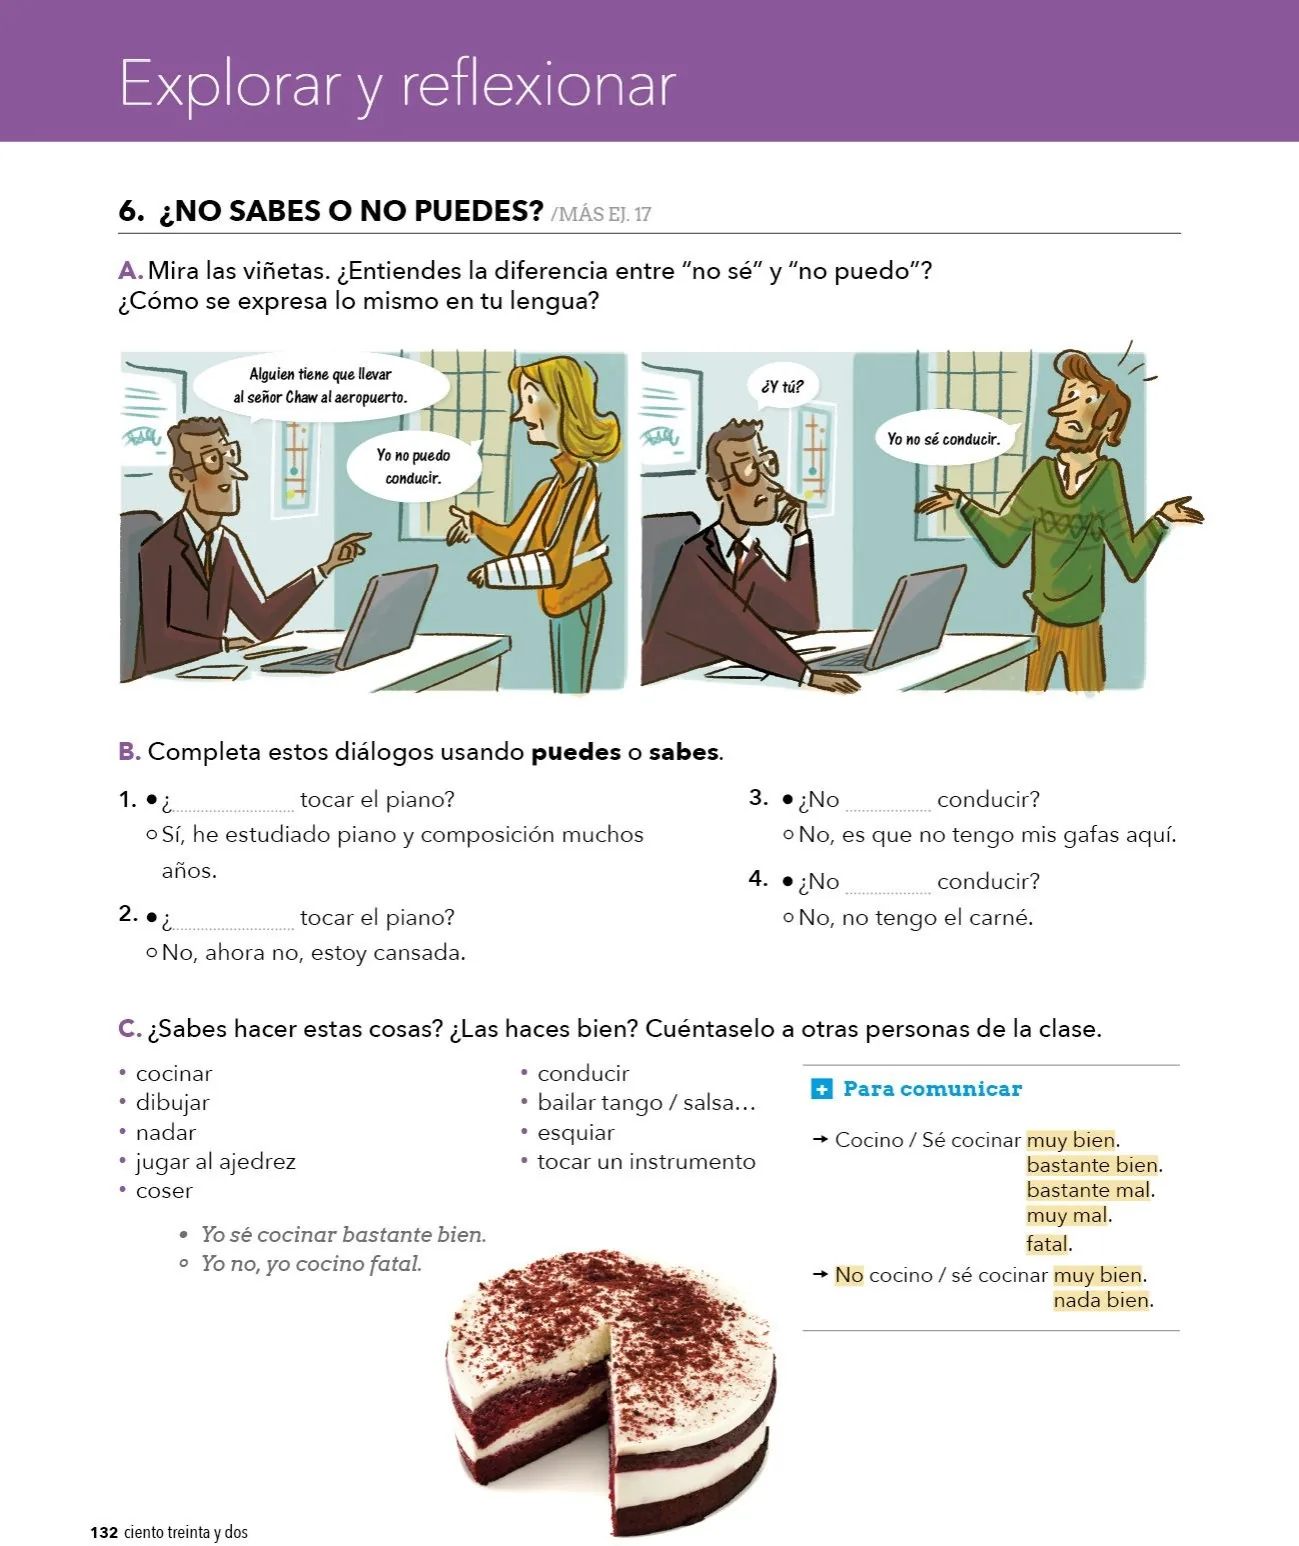 Explorar y reflexionar
6. ¿NO SABES O NO PUEDES? /MÁS EJ. 17
A. Mira las viñetas. ¿Entiendes la diferencia entre “no sé” y “no puedo”?
¿Cómo se expresa lo mismo en tu lengua?
Alguien tiene que llevar
al señor Chaw al aeropuerto.
Yo no puedo
conducir.
¿Y tú?
Yo no sé conducir.
B. Completa estos diálogos usando puedes o sabes.
1. • ¿ tocar el piano?
○ Sí, he estudiado piano y composición muchos
años.
2. • ¿ tocar el piano?
○ No, ahora no, estoy cansada.
3. • ¿No conducir?
○ No, es que no tengo mis gafas aquí.
4. • ¿No conducir?
○ No, no tengo el carné.
C. ¿Sabes hacer estas cosas? ¿Las haces bien? Cuéntaselo a otras personas de la clase.
• cocinar
• dibujar
• nadar
• jugar al ajedrez
• coser
• conducir
• bailar tango / salsa…
• esquiar
• tocar un instrumento
• Yo sé cocinar bastante bien.
○ Yo no, yo cocino fatal.
+ Para comunicar
→ Cocino / Sé cocinar muy bien.
bastante bien.
bastante mal.
muy mal.
fatal.
→ No cocino / sé cocinar muy bien.
nada bien.
132 ciento treinta y dos